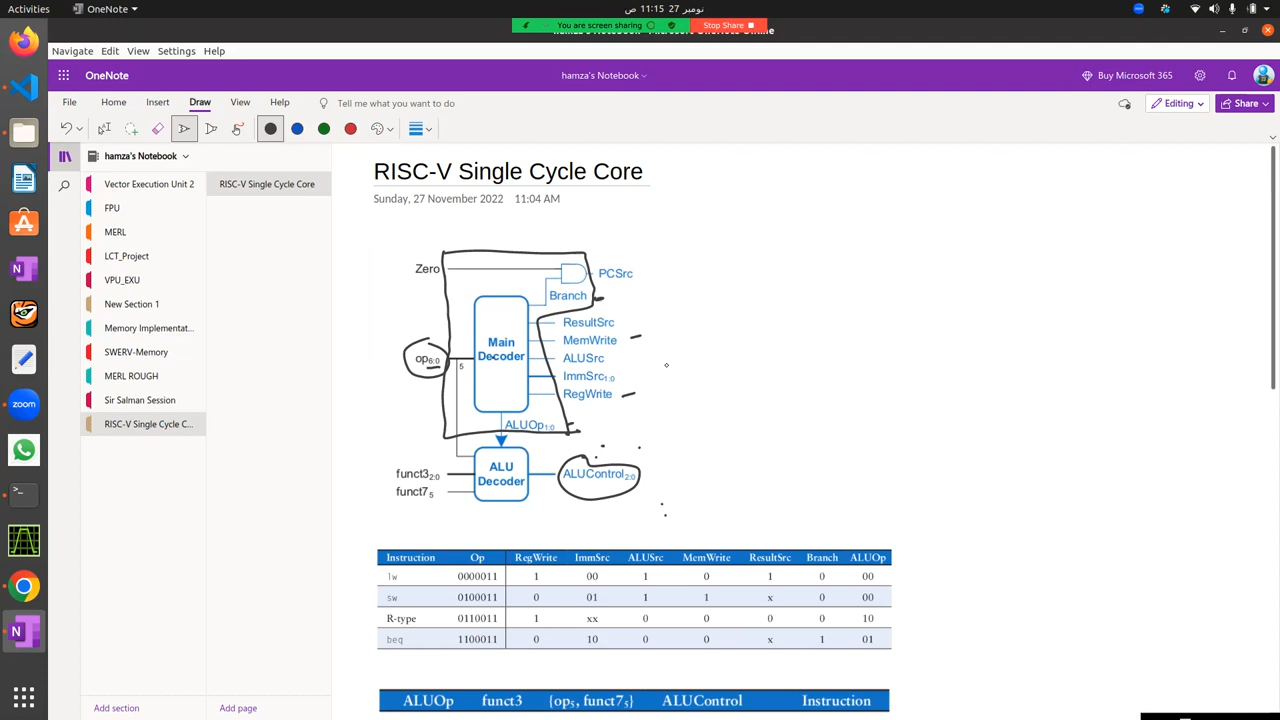 Activities
OneNote
نومبر 27 11:15 ص
You are screen sharing
Stop Share
Navigate Edit View Settings Help
OneNote
hamza's Notebook
Buy Microsoft 365
File Home Insert Draw View Help
Tell me what you want to do
Editing
Share
hamza's Notebook
Vector Execution Unit 2
FPU
MERL
LCT_Project
VPU_EXU
New Section 1
Memory Implementat...
SWERV-Memory
MERL ROUGH
Sir Salman Session
RISC-V Single Cycle C...
Add section
RISC-V Single Cycle Core
Add page
RISC-V Single Cycle Core
Sunday, 27 November 2022 11:04 AM
Zero
PCSrc
Branch
ResultSrc
Main Decoder
MemWrite
op6:0
5
ALUSrc
ImmSrc1:0
RegWrite
ALUOp1:0
ALU Decoder
funct32:0
funct75
ALUControl2:0
Instruction Op RegWrite ImmSrc ALUSrc MemWrite ResultSrc Branch ALUOp
lw 0000011 1 00 1 0 1 0 00
sw 0100011 0 01 1 1 x 0 00
R-type 0110011 1 xx 0 0 0 0 10
beq 1100011 0 10 0 0 x 1 01
ALUOp funct3 {op5, funct75} ALUControl Instruction
zoom